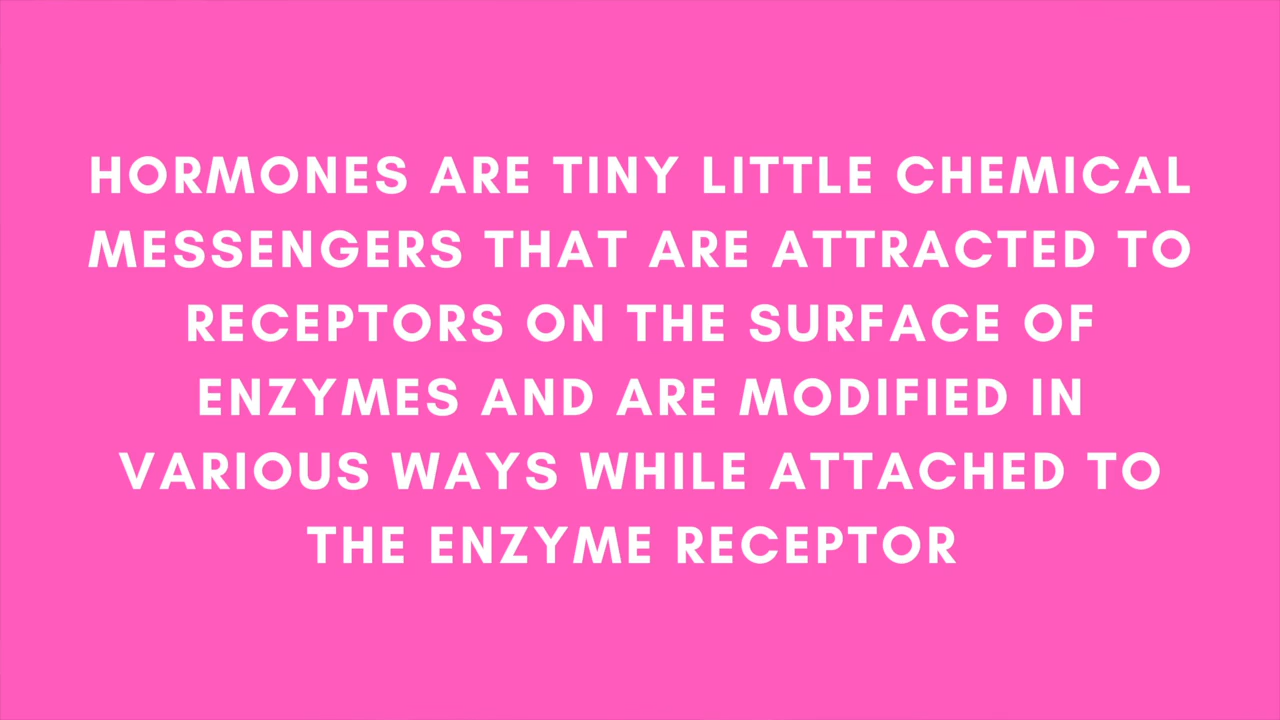 HORMONES ARE TINY LITTLE CHEMICAL
MESSENGERS THAT ARE ATTRACTED TO
RECEPTORS ON THE SURFACE OF
ENZYMES AND ARE MODIFIED IN
VARIOUS WAYS WHILE ATTACHED TO
THE ENZYME RECEPTOR